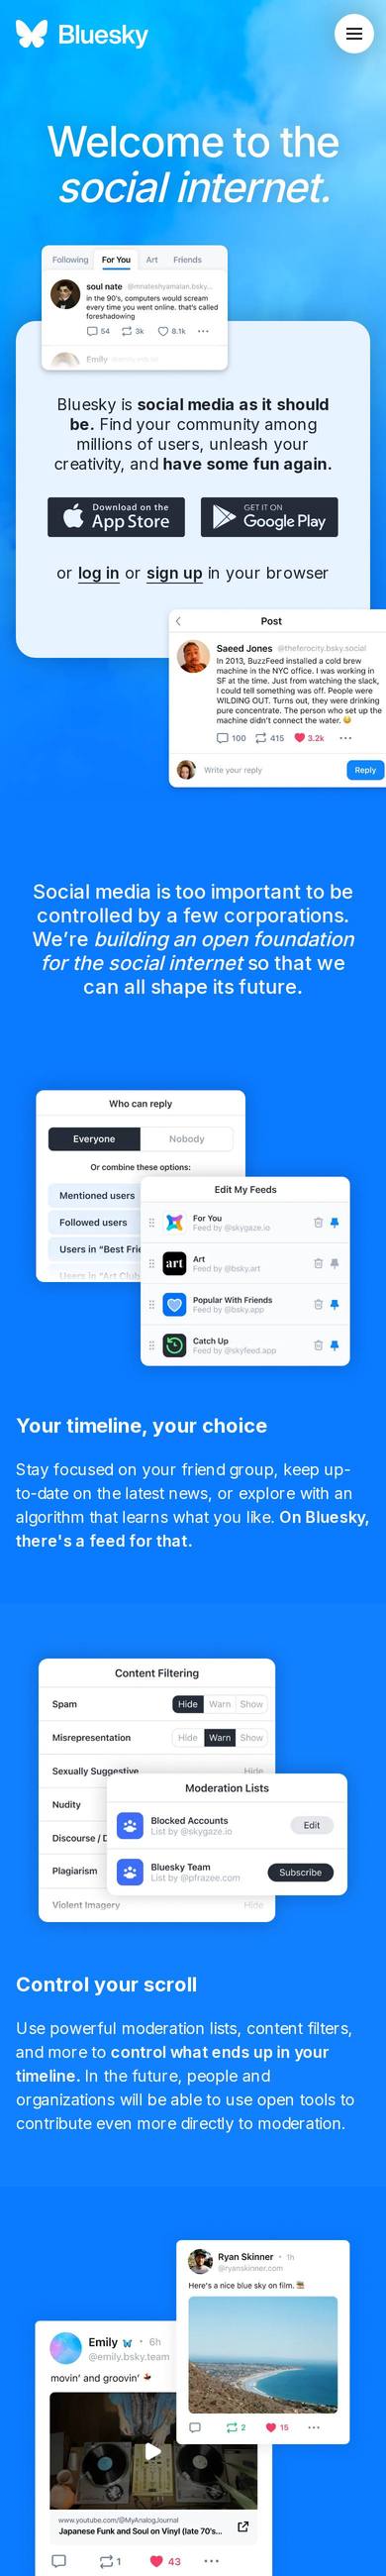 Bluesky
Welcome to the
social internet.
Following For You Art Friends
soul nate @innateshyamalan.bsky...
in the 90's, computers would scream
every time you went online. that's called
foreshadowing
54 3k 8.1k
Emily
Bluesky is social media as it should
be. Find your community among
millions of users, unleash your
creativity, and have some fun again.
Download on the
App Store
GET IT ON
Google Play
or log in or sign up in your browser
Post
Saeed Jones @theferocity.bsky.social
In 2013, BuzzFeed installed a cold brew
machine in the NYC office. I was working in
SF at the time. Just from watching the slack,
I could tell something was off. People were
WILDING OUT. Turns out, they were drinking
pure concentrate. The person who set up the
machine didn't connect the water. 😂
100 415 3.2k
Write your reply Reply
Social media is too important to be
controlled by a few corporations.
We're building an open foundation
for the social internet so that we
can all shape its future.
Who can reply
Everyone Nobody
Or combine these options:
Mentioned users
Followed users
Users in "Best Frie
Users in "Art Club
Edit My Feeds
For You
Feed by @skygaze.io
art
Art
Feed by @bsky.art
Popular With Friends
Feed by @bsky.app
Catch Up
Feed by @skyfeed.app
Your timeline, your choice
Stay focused on your friend group, keep up-
to-date on the latest news, or explore with an
algorithm that learns what you like. On Bluesky,
there's a feed for that.
Content Filtering
Spam Hide Warn Show
Misrepresentation Hide Warn Show
Sexually Suggestive Hide
Nudity
Discourse / D
Plagiarism
Violent Imagery Hide
Moderation Lists
Blocked Accounts
List by @skygaze.io
Edit
Bluesky Team
List by @pfrazee.com
Subscribe
Control your scroll
Use powerful moderation lists, content filters,
and more to control what ends up in your
timeline. In the future, people and
organizations will be able to use open tools to
contribute even more directly to moderation.
Ryan Skinner • 1h
@ryanskinner.com
Here's a nice blue sky on film.
2 15
Emily • 6h
@emily.bsky.team
movin' and groovin'
www.youtube.com/@MyAnalogJournal
Japanese Funk and Soul on Vinyl (late 70's...
1 43